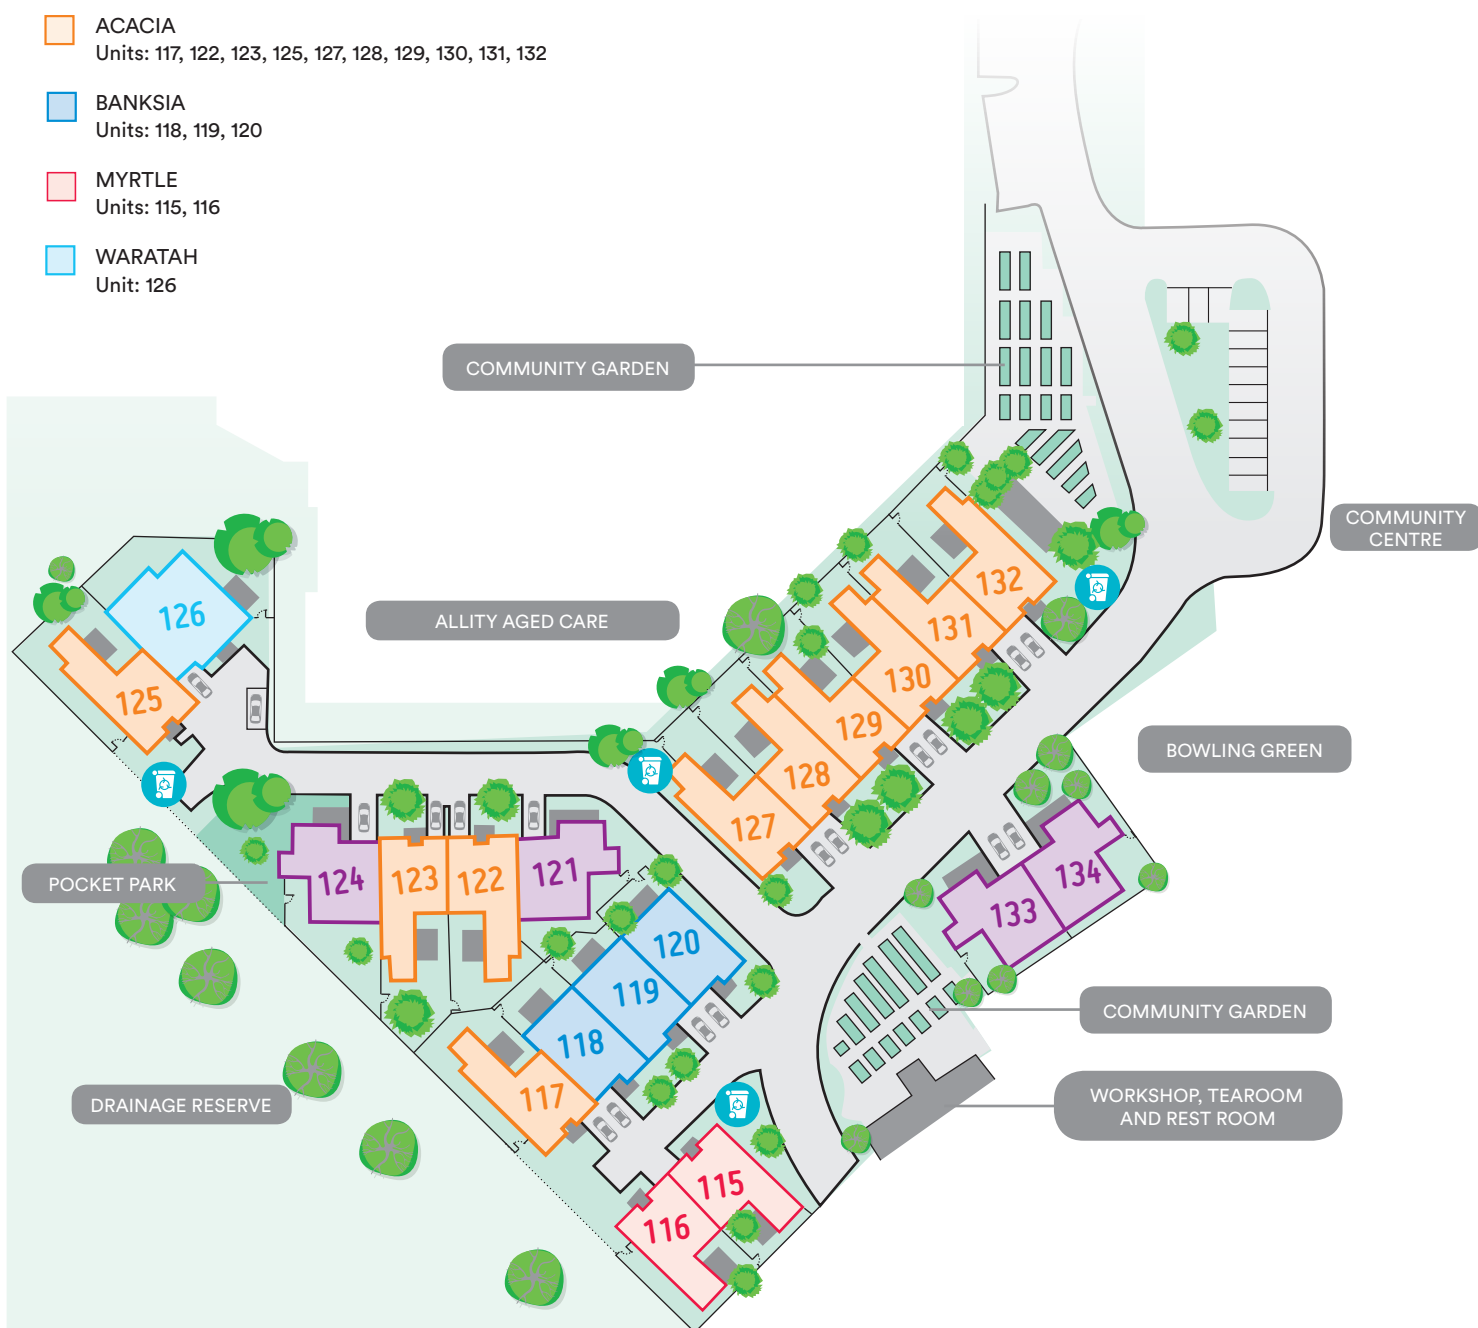 ACACIA
Units: 117, 122, 123, 125, 127, 128, 129, 130, 131, 132
BANKSIA
Units: 118, 119, 120
MYRTLE
Units: 115, 116
WARATAH
Unit: 126
COMMUNITY GARDEN
COMMUNITY
CENTRE
ALLITY AGED CARE
126
125
132
131
130
129
128
127
BOWLING GREEN
POCKET PARK
124
123
122
121
134
133
120
119
118
117
COMMUNITY GARDEN
DRAINAGE RESERVE
WORKSHOP, TEAROOM
AND REST ROOM
115
116